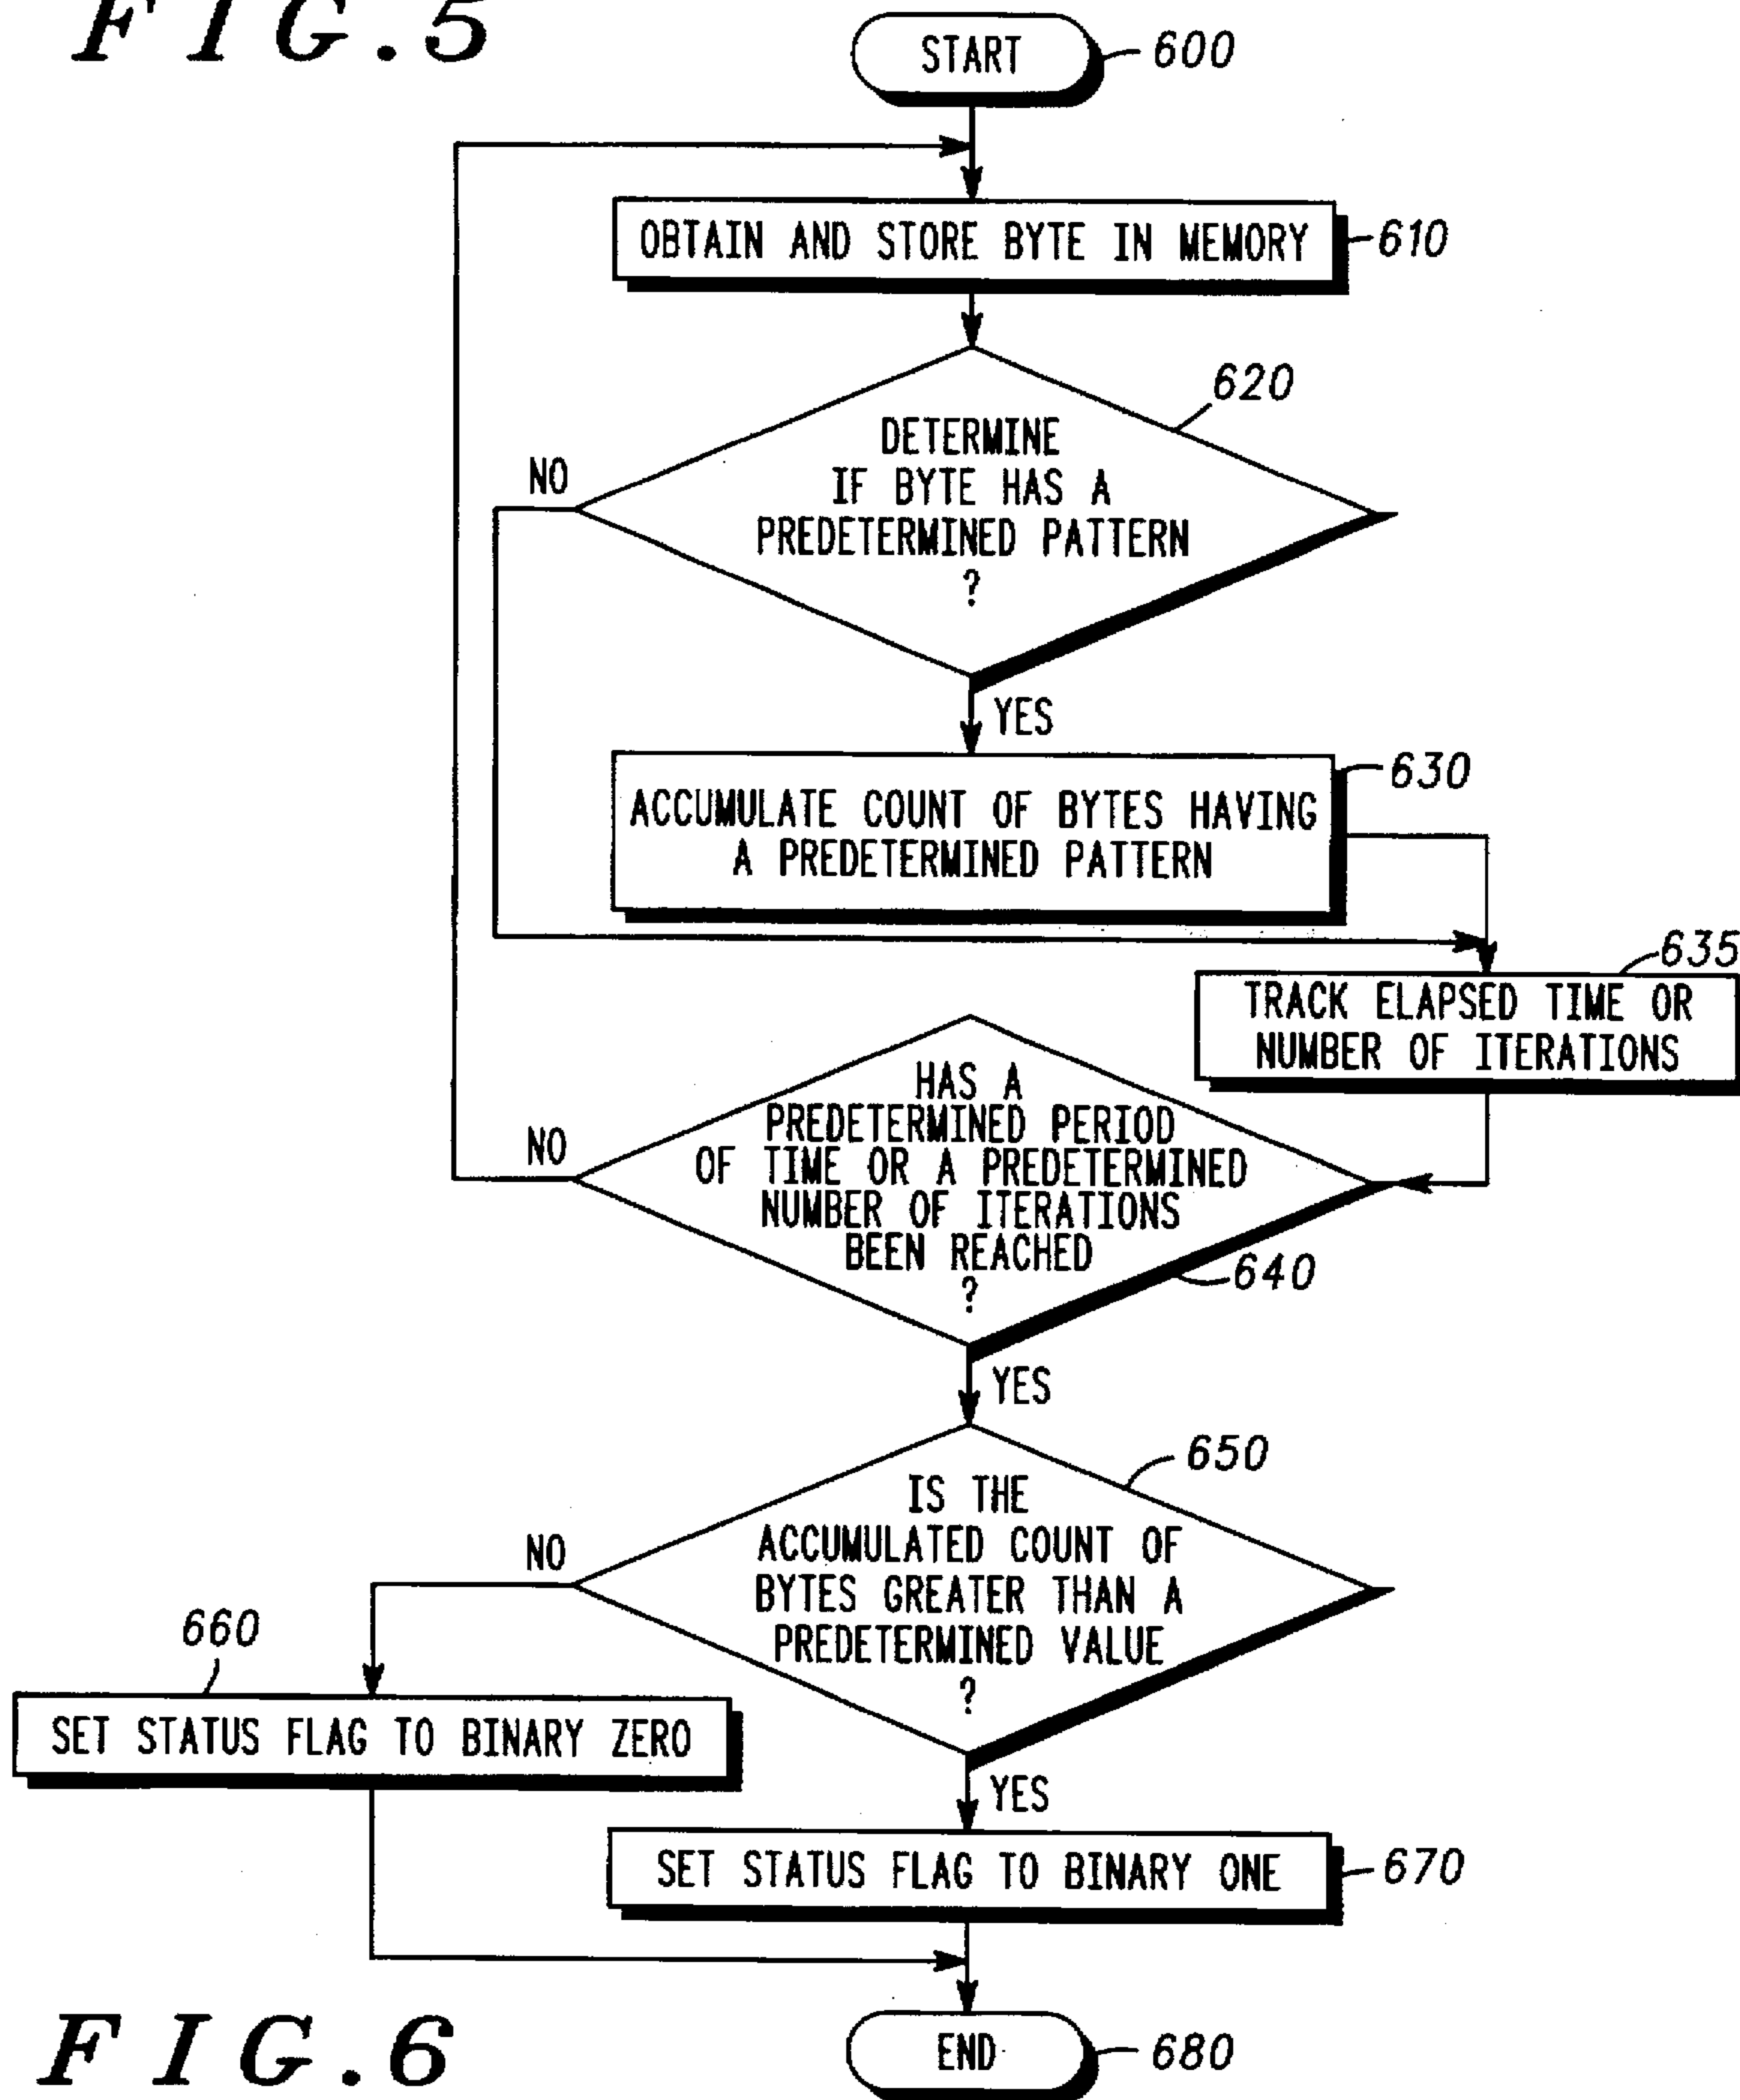 FIG.5
START
600
OBTAIN AND STORE BYTE IN MEMORY
610
620
DETERMINE
IF BYTE HAS A
PREDETERMINED PATTERN
?
NO
YES
630
ACCUMULATE COUNT OF BYTES HAVING
A PREDETERMINED PATTERN
635
TRACK ELAPSED TIME OR
NUMBER OF ITERATIONS
HAS A
PREDETERMINED PERIOD
OF TIME OR A PREDETERMINED
NUMBER OF ITERATIONS
BEEN REACHED
?
NO
640
YES
650
IS THE
ACCUMULATED COUNT OF
BYTES GREATER THAN A
PREDETERMINED VALUE
?
NO
660
SET STATUS FLAG TO BINARY ZERO
YES
SET STATUS FLAG TO BINARY ONE
670
END
680
FIG.6